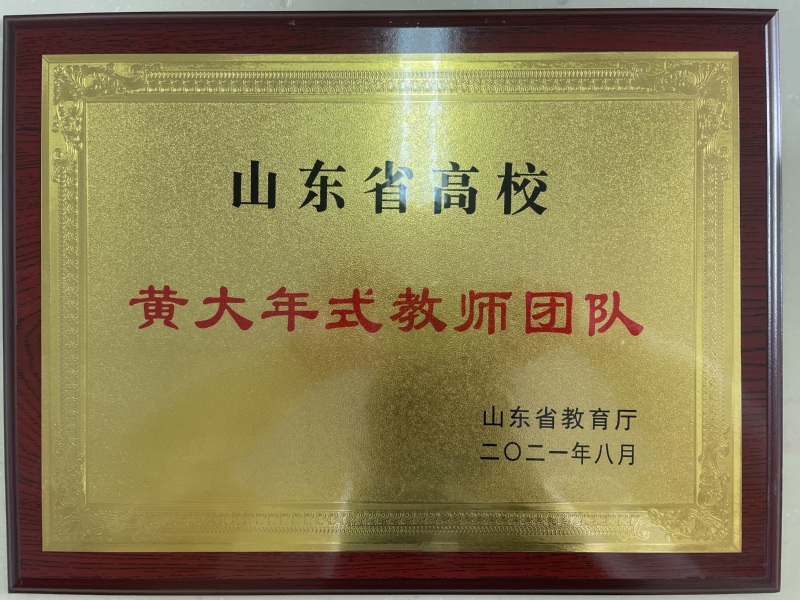 山东省高校
黄大年式教师团队
山东省教育厅
二〇二一年八月